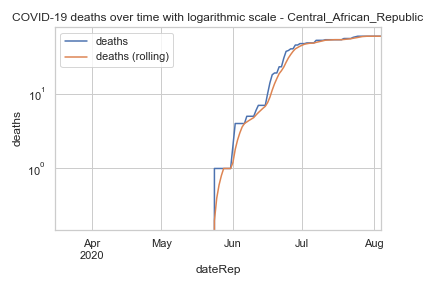 COVID-19 deaths over time with logarithmic scale - Central_African_Republic
deaths
deaths (rolling)
deaths
10¹
10⁰
Apr
2020
May
Jun
Jul
Aug
dateRep